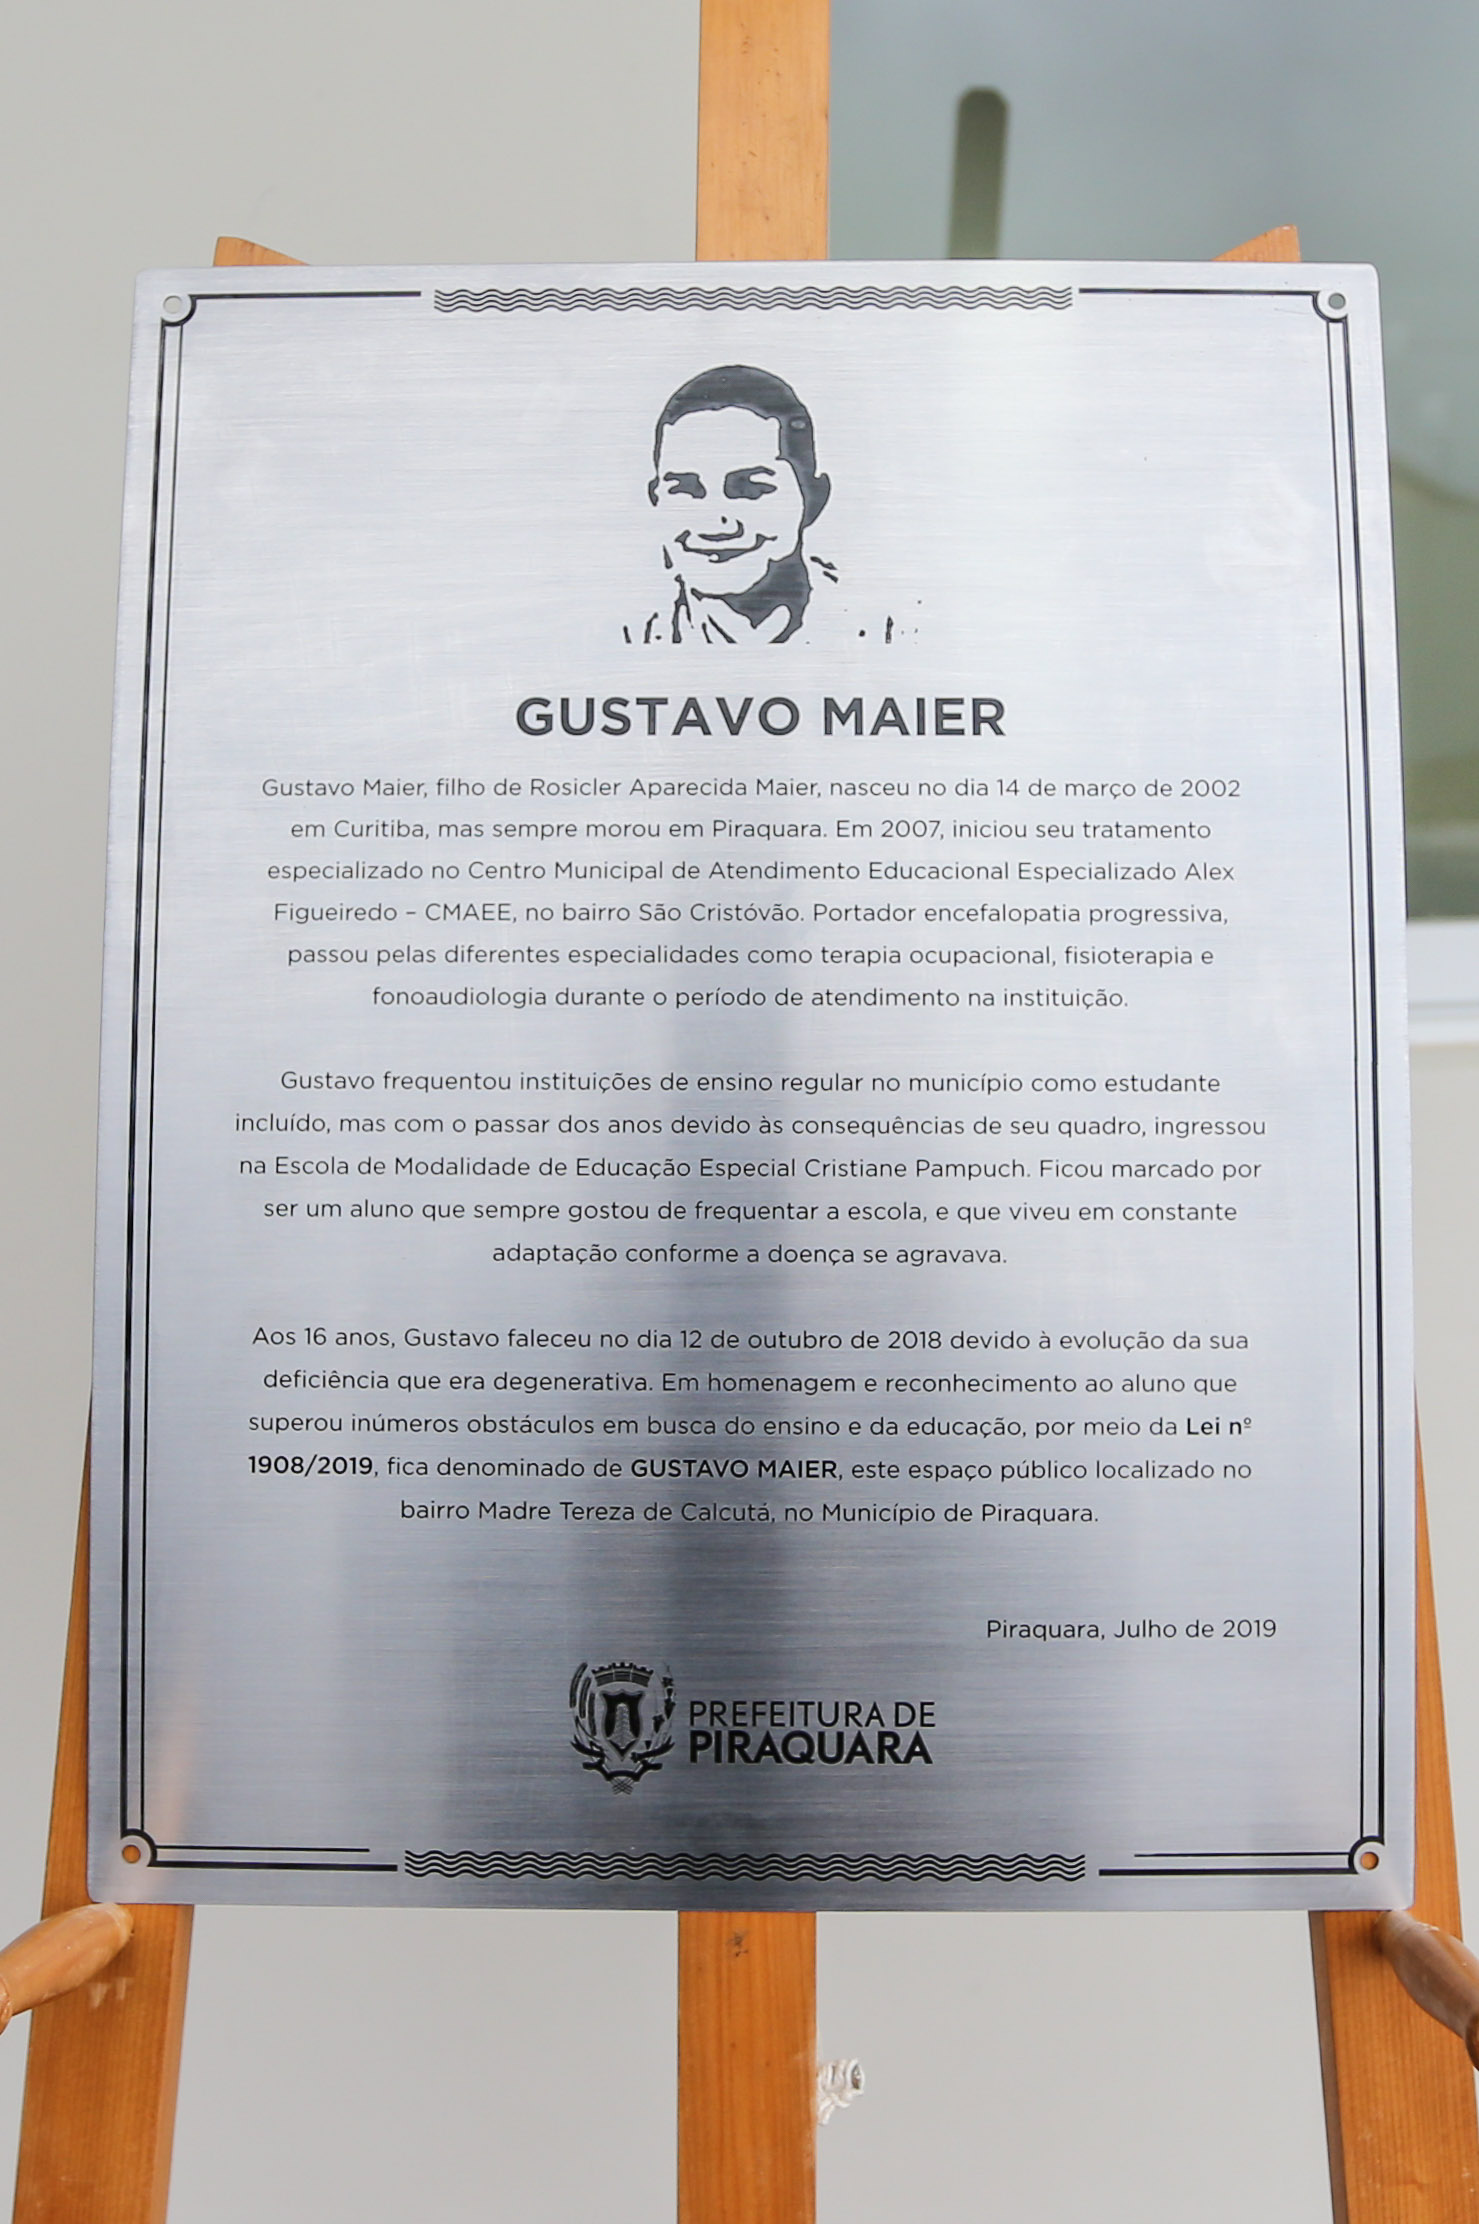 GUSTAVO MAIER
Gustavo Maier, filho de Rosicler Aparecida Maier, nasceu no dia 14 de março de 2002
em Curitiba, mas sempre morou em Piraquara. Em 2007, iniciou seu tratamento
especializado no Centro Municipal de Atendimento Educacional Especializado Alex
Figueiredo – CMAEE, no bairro São Cristóvão. Portador encefalopatia progressiva,
passou pelas diferentes especialidades como terapia ocupacional, fisioterapia e
fonoaudiologia durante o período de atendimento na instituição.
Gustavo frequentou instituições de ensino regular no município como estudante
incluído, mas com o passar dos anos devido às consequências de seu quadro, ingressou
na Escola de Modalidade de Educação Especial Cristiane Pampuch. Ficou marcado por
ser um aluno que sempre gostou de frequentar a escola, e que viveu em constante
adaptação conforme a doença se agravava.
Aos 16 anos, Gustavo faleceu no dia 12 de outubro de 2018 devido à evolução da sua
deficiência que era degenerativa. Em homenagem e reconhecimento ao aluno que
superou inúmeros obstáculos em busca do ensino e da educação, por meio da Lei nº
1908/2019, fica denominado de GUSTAVO MAIER, este espaço público localizado no
bairro Madre Tereza de Calcutá, no Município de Piraquara.
Piraquara, Julho de 2019
PREFEITURA DE
PIRAQUARA